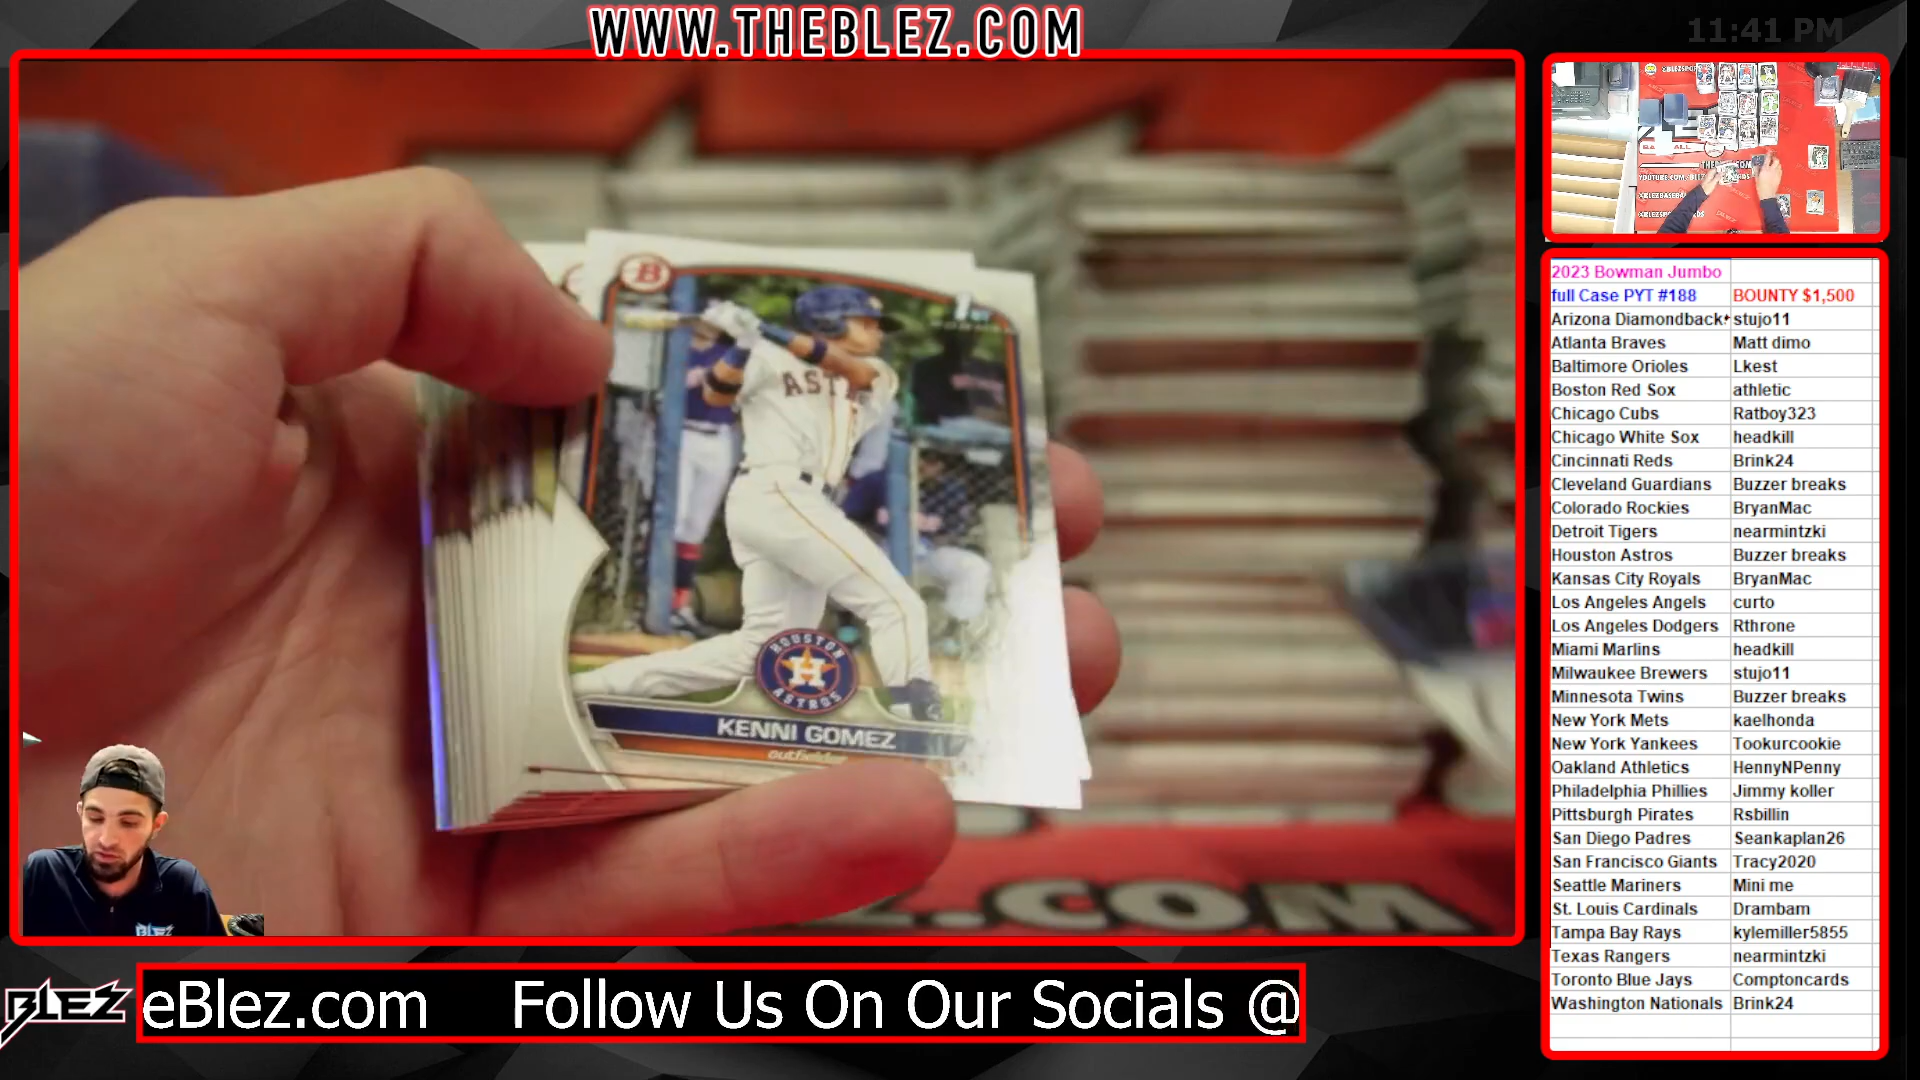 WWW.THEBLEZ.COM
11:41 PM
B
1st
ASTR
HOUSTON
H
ASTROS
KENNI GOMEZ
outfielder
Z.COM
BLEZ
BLEZ
eBlez.com Follow Us On Our Socials @
2023 Bowman Jumbo
full Case PYT #188 BOUNTY $1,500
Arizona Diamondback stujo11
Atlanta Braves Matt dimo
Baltimore Orioles Lkest
Boston Red Sox athletic
Chicago Cubs Ratboy323
Chicago White Sox headkill
Cincinnati Reds Brink24
Cleveland Guardians Buzzer breaks
Colorado Rockies BryanMac
Detroit Tigers nearmintzki
Houston Astros Buzzer breaks
Kansas City Royals BryanMac
Los Angeles Angels curto
Los Angeles Dodgers Rthrone
Miami Marlins headkill
Milwaukee Brewers stujo11
Minnesota Twins Buzzer breaks
New York Mets kaelhonda
New York Yankees Tookurcookie
Oakland Athletics HennyNPenny
Philadelphia Phillies Jimmy koller
Pittsburgh Pirates Rsbillin
San Diego Padres Seankaplan26
San Francisco Giants Tracy2020
Seattle Mariners Mini me
St. Louis Cardinals Drambam
Tampa Bay Rays kylemiller5855
Texas Rangers nearmintzki
Toronto Blue Jays Comptoncards
Washington Nationals Brink24